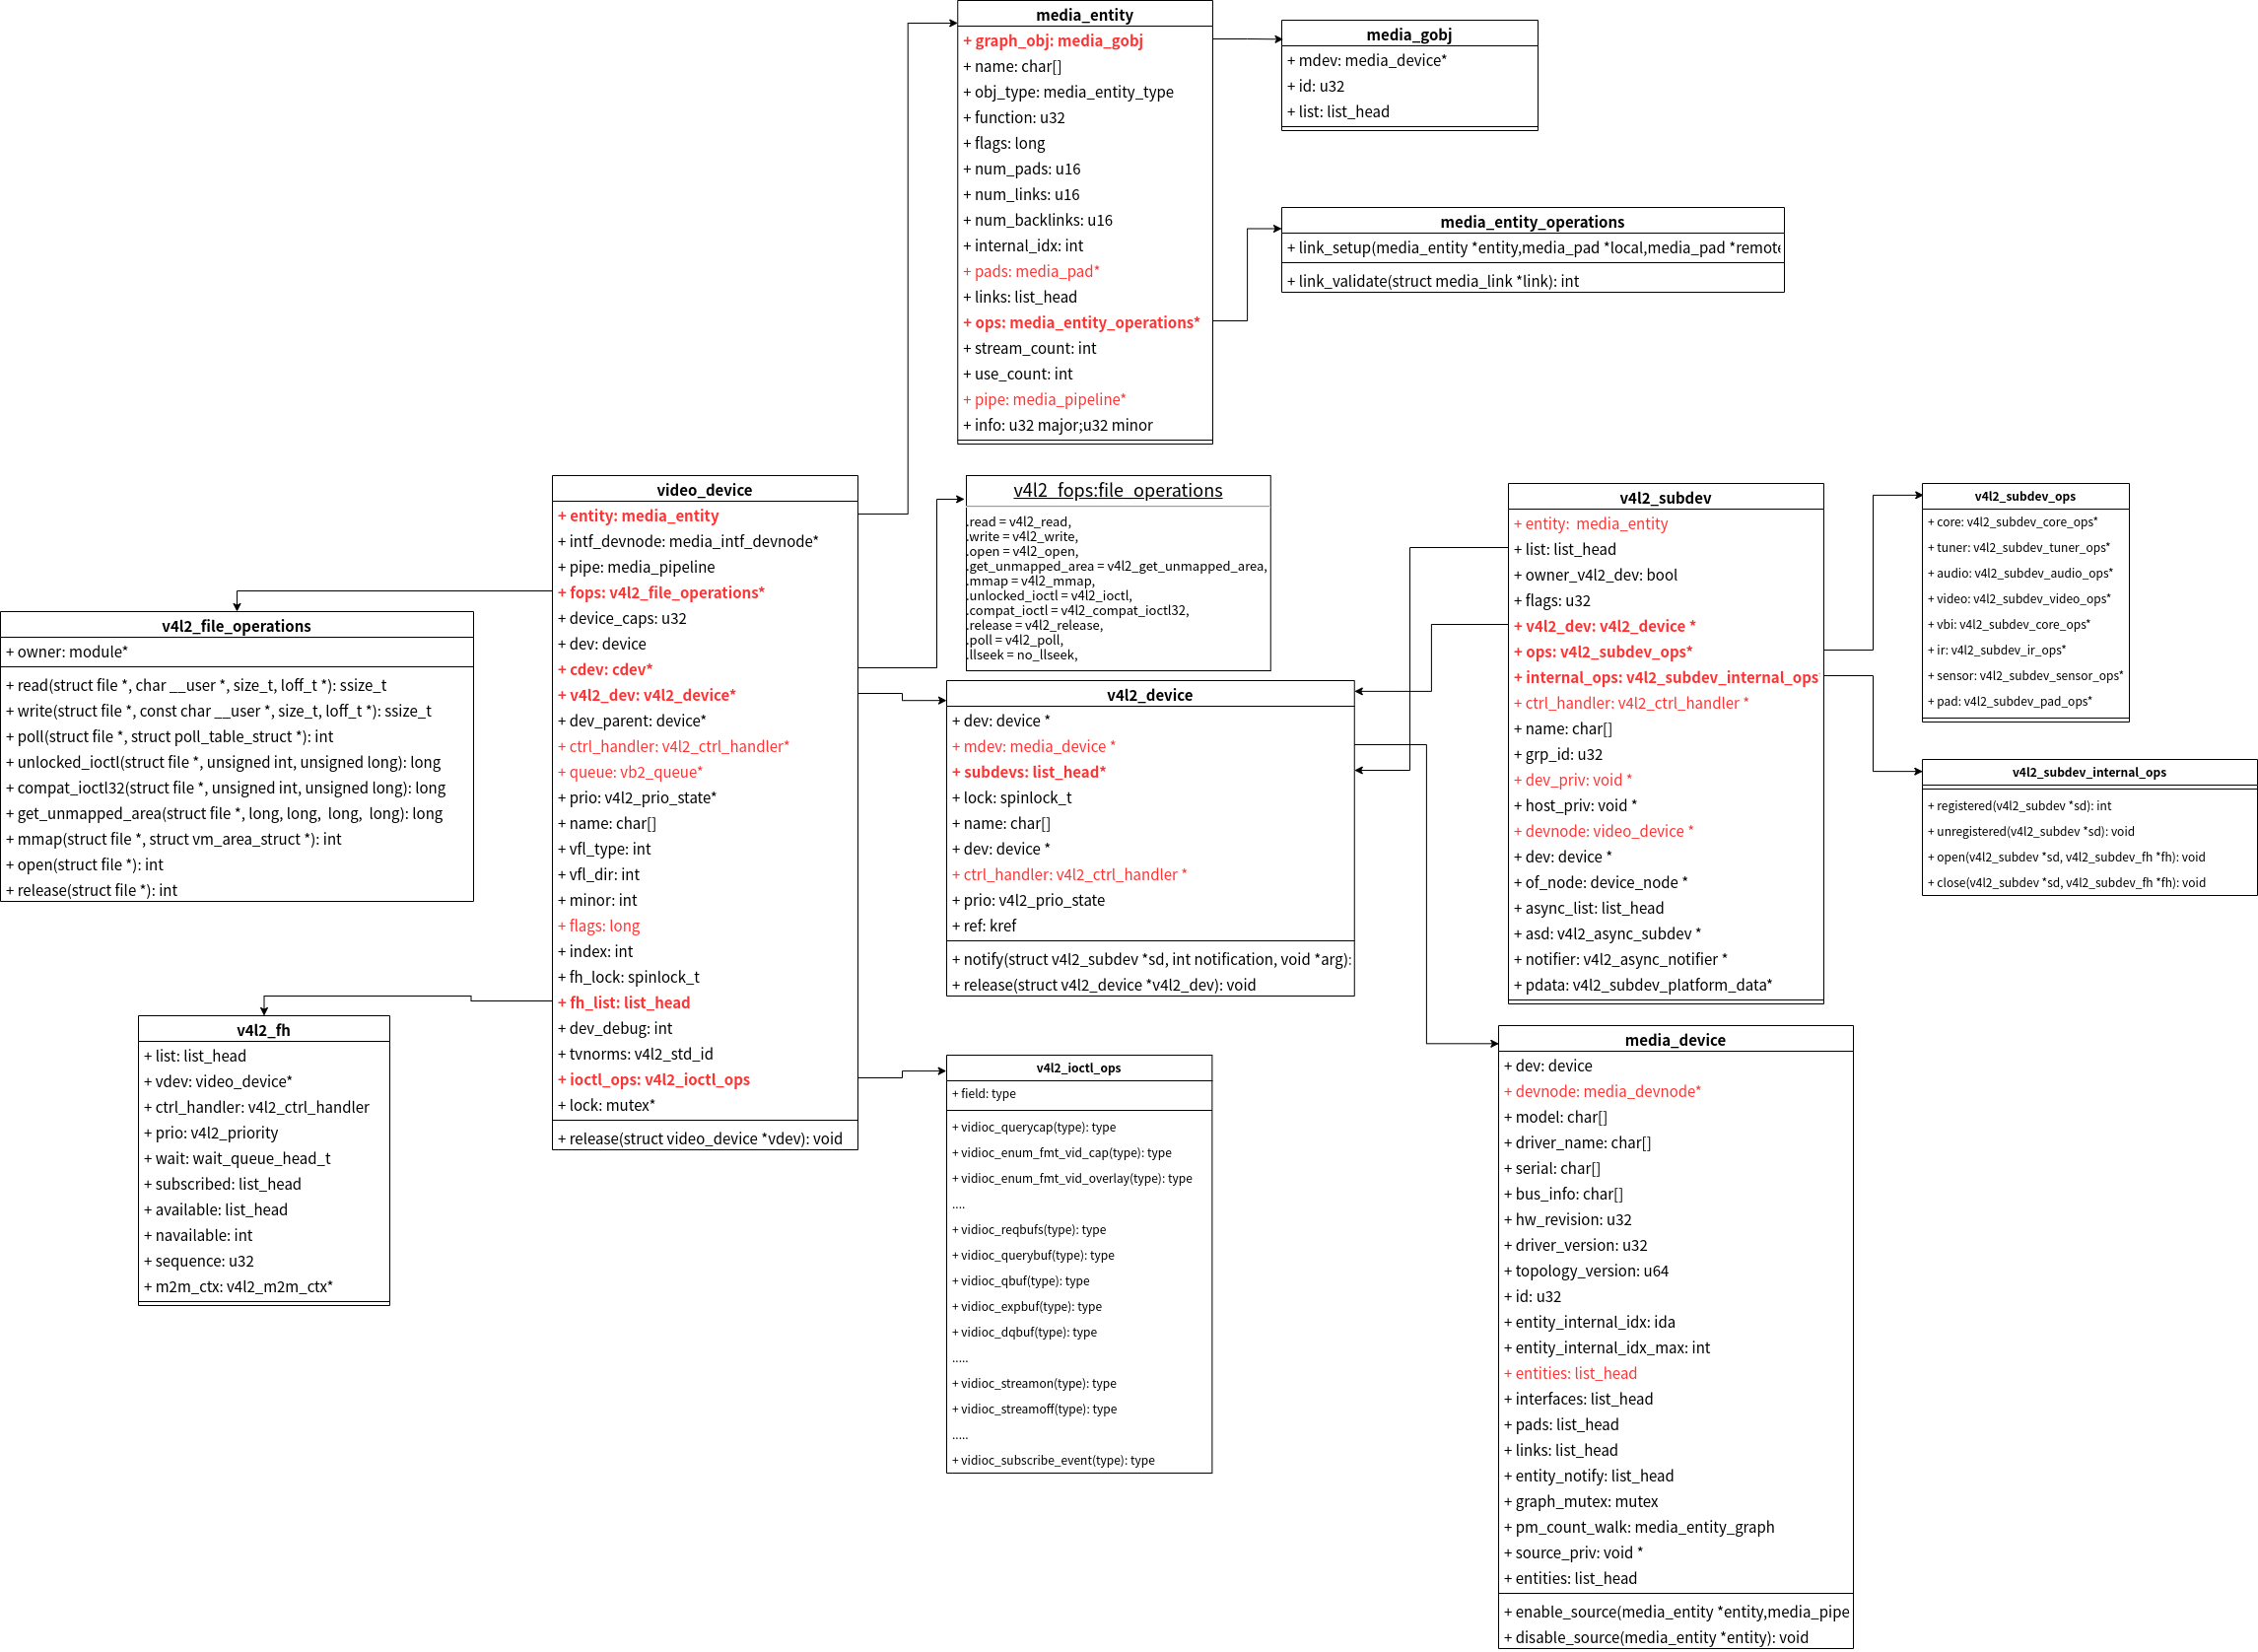 media_entity
+ graph_obj: media_gobj
+ name: char[]
+ obj_type: media_entity_type
+ function: u32
+ flags: long
+ num_pads: u16
+ num_links: u16
+ num_backlinks: u16
+ internal_idx: int
+ pads: media_pad*
+ links: list_head
+ ops: media_entity_operations*
+ stream_count: int
+ use_count: int
+ pipe: media_pipeline*
+ info: u32 major;u32 minor
media_gobj
+ mdev: media_device*
+ id: u32
+ list: list_head
media_entity_operations
+ link_setup(media_entity *entity,media_pad *local,media_pad *remote
+ link_validate(struct media_link *link): int
video_device
+ entity: media_entity
+ intf_devnode: media_intf_devnode*
+ pipe: media_pipeline
+ fops: v4l2_file_operations*
+ device_caps: u32
+ dev: device
+ cdev: cdev*
+ v4l2_dev: v4l2_device*
+ dev_parent: device*
+ ctrl_handler: v4l2_ctrl_handler*
+ queue: vb2_queue*
+ prio: v4l2_prio_state*
+ name: char[]
+ vfl_type: int
+ vfl_dir: int
+ minor: int
+ flags: long
+ index: int
+ fh_lock: spinlock_t
+ fh_list: list_head
+ dev_debug: int
+ tvnorms: v4l2_std_id
+ ioctl_ops: v4l2_ioctl_ops
+ lock: mutex*
+ release(struct video_device *vdev): void
v4l2_fops:file_operations
.read = v4l2_read,
.write = v4l2_write,
.open = v4l2_open,
.get_unmapped_area = v4l2_get_unmapped_area,
.mmap = v4l2_mmap,
.unlocked_ioctl = v4l2_ioctl,
.compat_ioctl = v4l2_compat_ioctl32,
.release = v4l2_release,
.poll = v4l2_poll,
.llseek = no_llseek,
v4l2_subdev
+ entity:  media_entity
+ list: list_head
+ owner_v4l2_dev: bool
+ flags: u32
+ v4l2_dev: v4l2_device *
+ ops: v4l2_subdev_ops*
+ internal_ops: v4l2_subdev_internal_ops
+ ctrl_handler: v4l2_ctrl_handler *
+ name: char[]
+ grp_id: u32
+ dev_priv: void *
+ host_priv: void *
+ devnode: video_device *
+ dev: device *
+ of_node: device_node *
+ async_list: list_head
+ asd: v4l2_async_subdev *
+ notifier: v4l2_async_notifier *
+ pdata: v4l2_subdev_platform_data*
v4l2_subdev_ops
+ core: v4l2_subdev_core_ops*
+ tuner: v4l2_subdev_tuner_ops*
+ audio: v4l2_subdev_audio_ops*
+ video: v4l2_subdev_video_ops*
+ vbi: v4l2_subdev_core_ops*
+ ir: v4l2_subdev_ir_ops*
+ sensor: v4l2_subdev_sensor_ops*
+ pad: v4l2_subdev_pad_ops*
v4l2_subdev_internal_ops
+ registered(v4l2_subdev *sd): int
+ unregistered(v4l2_subdev *sd): void
+ open(v4l2_subdev *sd, v4l2_subdev_fh *fh): void
+ close(v4l2_subdev *sd, v4l2_subdev_fh *fh): void
v4l2_file_operations
+ owner: module*
+ read(struct file *, char __user *, size_t, loff_t *): ssize_t
+ write(struct file *, const char __user *, size_t, loff_t *): ssize_t
+ poll(struct file *, struct poll_table_struct *): int
+ unlocked_ioctl(struct file *, unsigned int, unsigned long): long
+ compat_ioctl32(struct file *, unsigned int, unsigned long): long
+ get_unmapped_area(struct file *, long, long,  long,  long): long
+ mmap(struct file *, struct vm_area_struct *): int
+ open(struct file *): int
+ release(struct file *): int
v4l2_device
+ dev: device *
+ mdev: media_device *
+ subdevs: list_head*
+ lock: spinlock_t
+ name: char[]
+ dev: device *
+ ctrl_handler: v4l2_ctrl_handler *
+ prio: v4l2_prio_state
+ ref: kref
+ notify(struct v4l2_subdev *sd, int notification, void *arg):
+ release(struct v4l2_device *v4l2_dev): void
v4l2_fh
+ list: list_head
+ vdev: video_device*
+ ctrl_handler: v4l2_ctrl_handler
+ prio: v4l2_priority
+ wait: wait_queue_head_t
+ subscribed: list_head
+ available: list_head
+ navailable: int
+ sequence: u32
+ m2m_ctx: v4l2_m2m_ctx*
v4l2_ioctl_ops
+ field: type
+ vidioc_querycap(type): type
+ vidioc_enum_fmt_vid_cap(type): type
+ vidioc_enum_fmt_vid_overlay(type): type
....
+ vidioc_reqbufs(type): type
+ vidioc_querybuf(type): type
+ vidioc_qbuf(type): type
+ vidioc_expbuf(type): type
+ vidioc_dqbuf(type): type
.....
+ vidioc_streamon(type): type
+ vidioc_streamoff(type): type
.....
+ vidioc_subscribe_event(type): type
media_device
+ dev: device
+ devnode: media_devnode*
+ model: char[]
+ driver_name: char[]
+ serial: char[]
+ bus_info: char[]
+ hw_revision: u32
+ driver_version: u32
+ topology_version: u64
+ id: u32
+ entity_internal_idx: ida
+ entity_internal_idx_max: int
+ entities: list_head
+ interfaces: list_head
+ pads: list_head
+ links: list_head
+ entity_notify: list_head
+ graph_mutex: mutex
+ pm_count_walk: media_entity_graph
+ source_priv: void *
+ entities: list_head
+ enable_source(media_entity *entity,media_pipe
+ disable_source(media_entity *entity): void